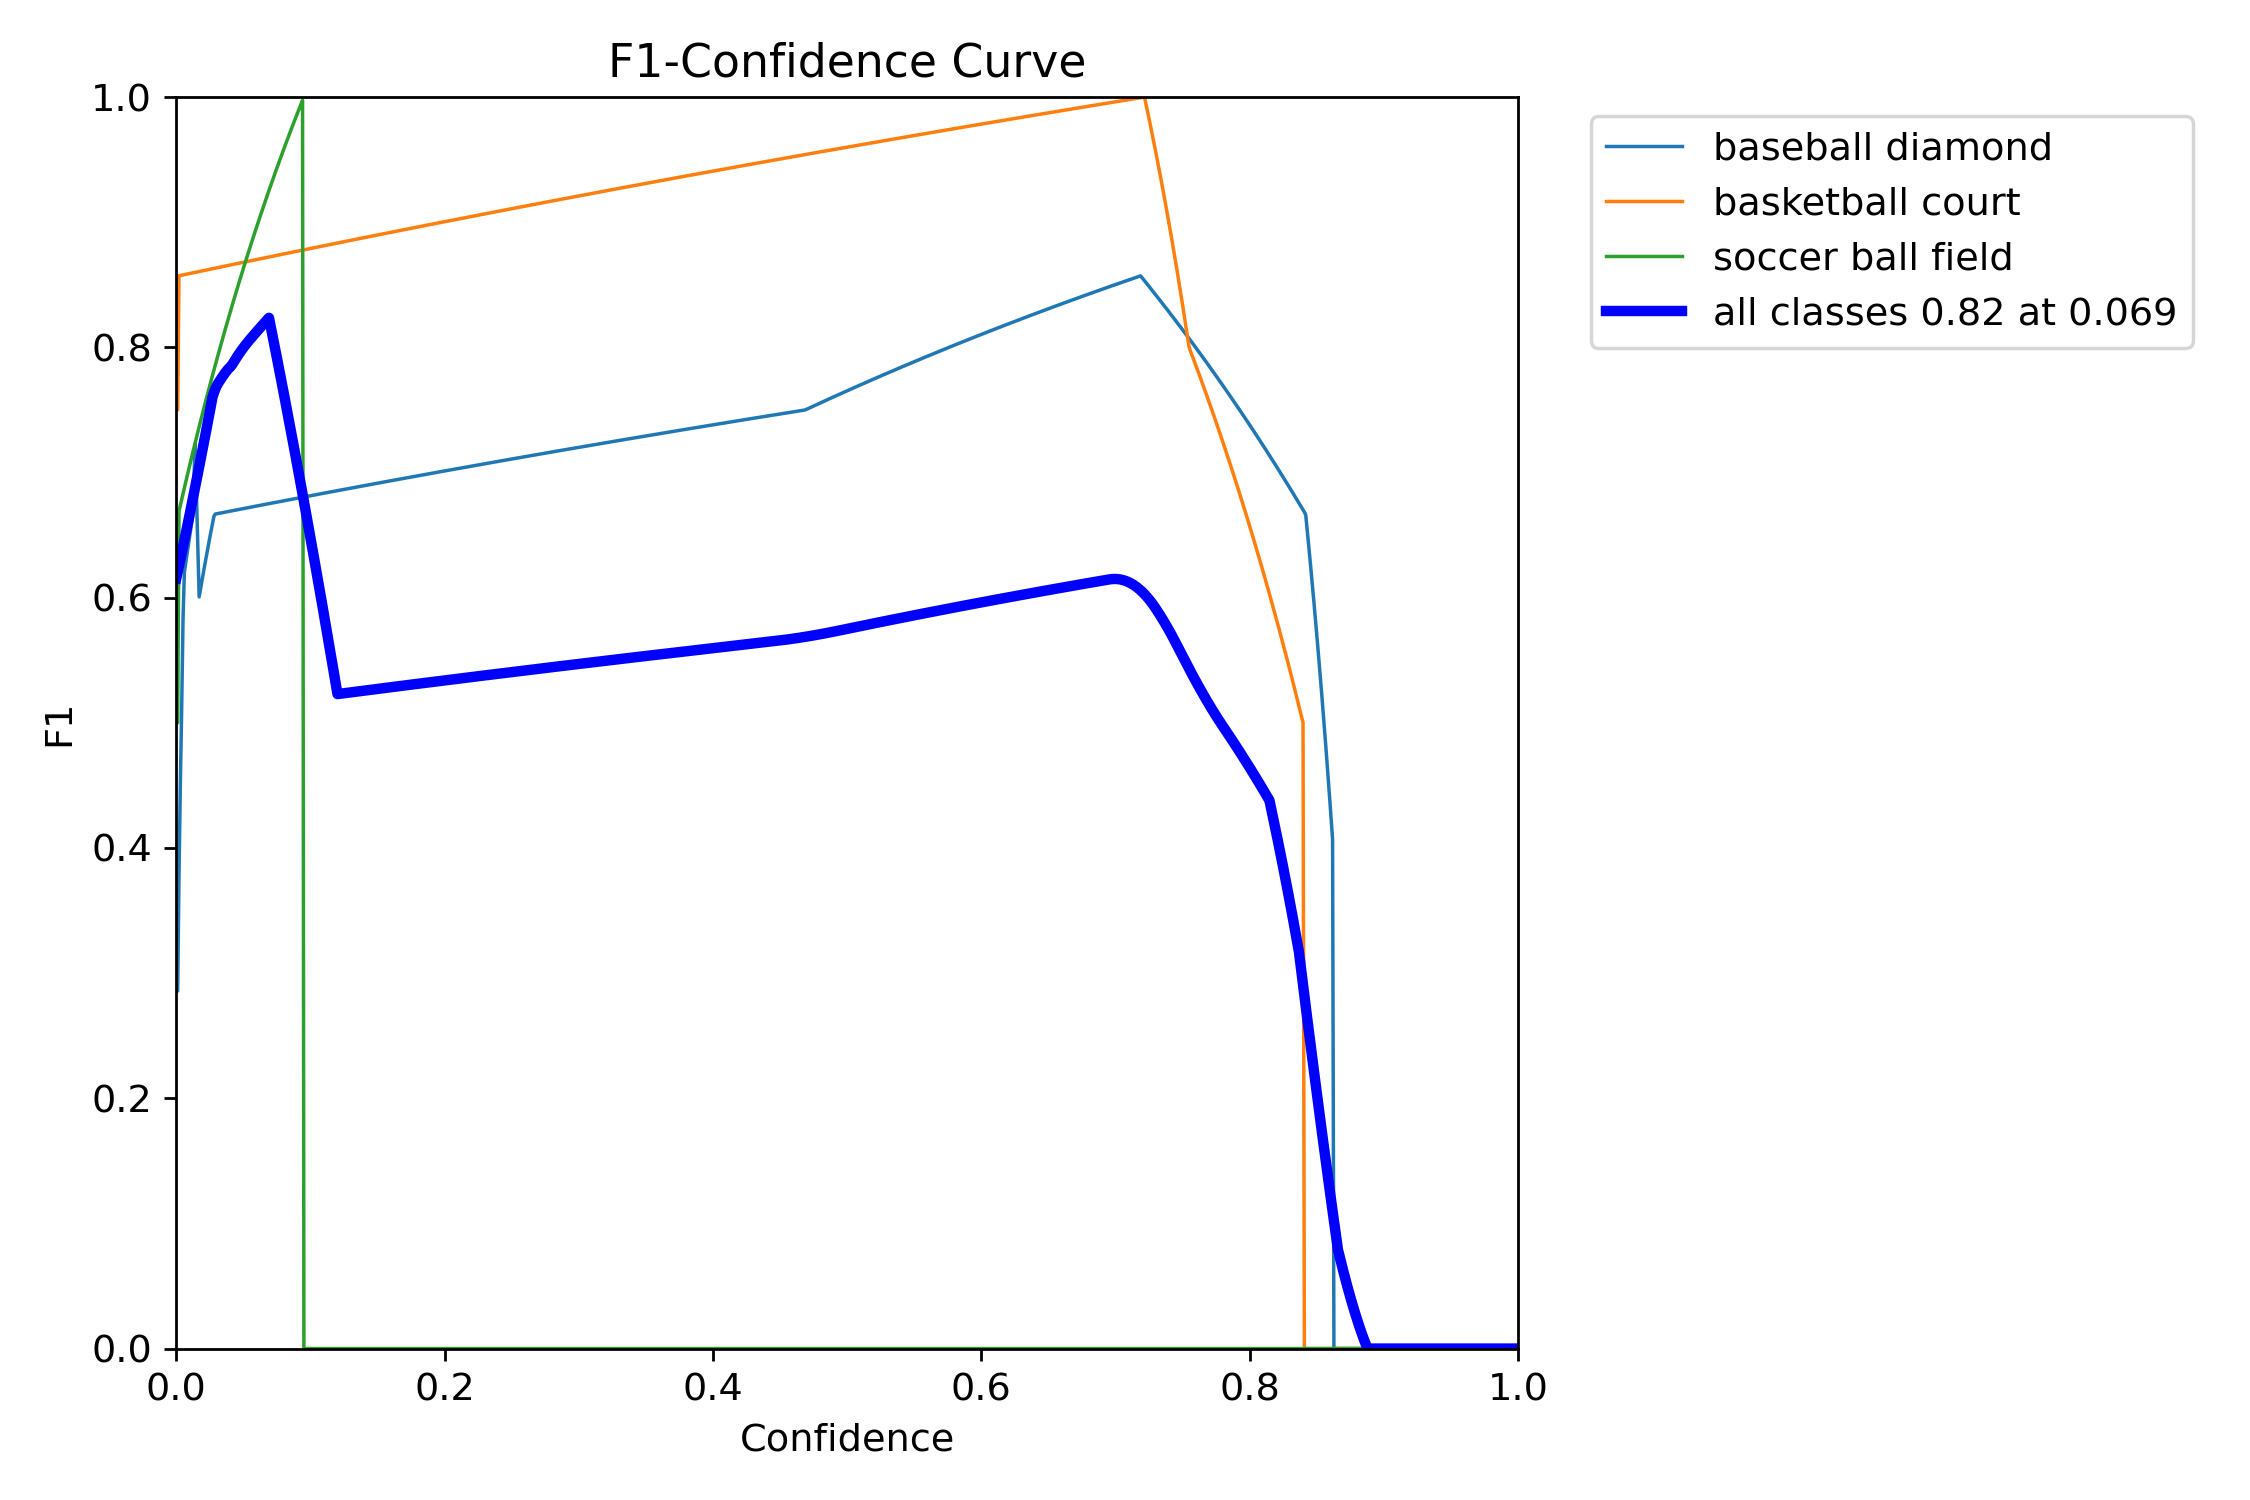 F1-Confidence Curve
1.0
0.8
0.6
0.4
0.2
0.0
F1
0.0 0.2 0.4 0.6 0.8 1.0
Confidence
baseball diamond
basketball court
soccer ball field
all classes 0.82 at 0.069